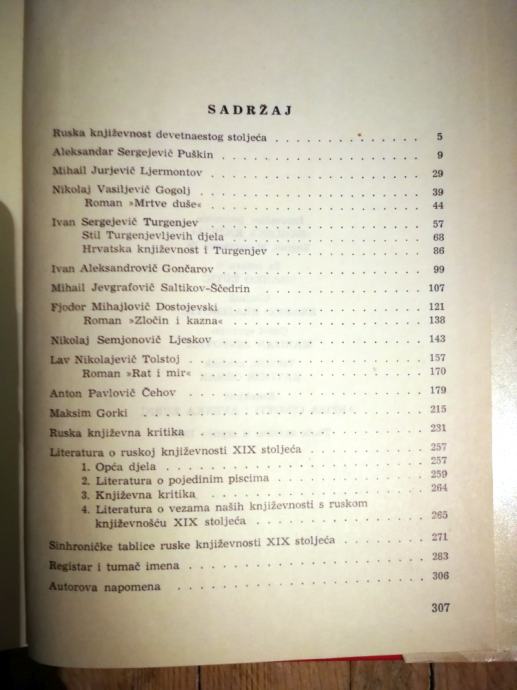 SADRŽAJ
Ruska književnost devetnaestog stoljeća . . . . . . . . . . . . . . 5
Aleksandar Sergejevič Puškin . . . . . . . . . . . . . . . . . . 9
Mihail Jurjevič Ljermontov . . . . . . . . . . . . . . . . . . 29
Nikolaj Vasiljevič Gogolj . . . . . . . . . . . . . . . . . . . 39
Roman »Mrtve duše« . . . . . . . . . . . . . . . . . . . 44
Ivan Sergejevič Turgenjev . . . . . . . . . . . . . . . . . . 57
Stil Turgenjevljevih djela . . . . . . . . . . . . . . . . . 68
Hrvatska književnost i Turgenjev . . . . . . . . . . . . . . 86
Ivan Aleksandrovič Gončarov . . . . . . . . . . . . . . . . . 99
Mihail Jevgrafovič Saltikov-Ščedrin . . . . . . . . . . . . . . 107
Fjodor Mihajlovič Dostojevski . . . . . . . . . . . . . . . . . 121
Roman »Zločin i kazna« . . . . . . . . . . . . . . . . . 138
Nikolaj Semjonovič Ljeskov . . . . . . . . . . . . . . . . . . 143
Lav Nikolajevič Tolstoj . . . . . . . . . . . . . . . . . . . 157
Roman »Rat i mir« . . . . . . . . . . . . . . . . . . . 170
Anton Pavlovič Čehov . . . . . . . . . . . . . . . . . . . . 179
Maksim Gorki . . . . . . . . . . . . . . . . . . . . . . . 215
Ruska književna kritika . . . . . . . . . . . . . . . . . . . 231
Literatura o ruskoj književnosti XIX stoljeća . . . . . . . . . . . 257
1. Opća djela . . . . . . . . . . . . . . . . . . . . . . 257
2. Literatura o pojedinim piscima . . . . . . . . . . . . . . 259
3. Književna kritika . . . . . . . . . . . . . . . . . . . 264
4. Literatura o vezama naših književnosti s ruskom
književnošću XIX stoljeća . . . . . . . . . . . . . . . 265
Sinhroničke tablice ruske književnosti XIX stoljeća . . . . . . . . 271
Registar i tumač imena . . . . . . . . . . . . . . . . . . . 283
Autorova napomena . . . . . . . . . . . . . . . . . . . . 306
307